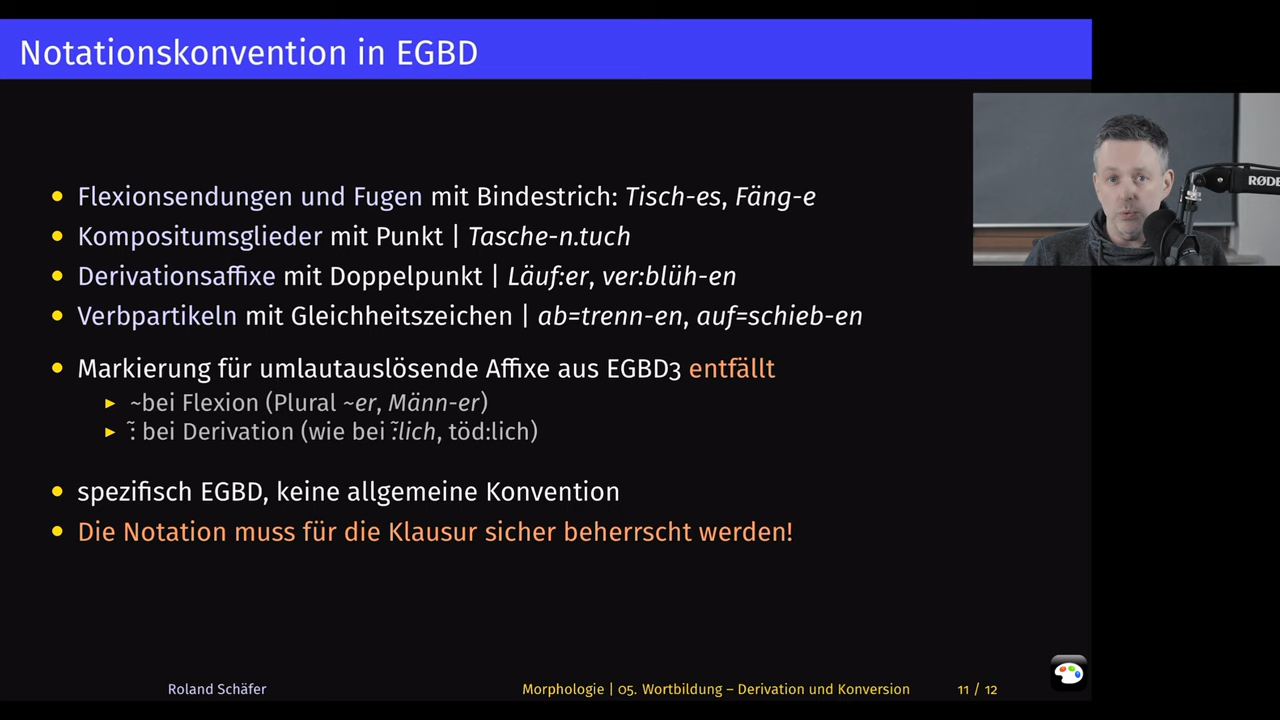 Notationskonvention in EGBD
Flexionsendungen und Fugen mit Bindestrich: Tisch-es, Fäng-e
Kompositumsglieder mit Punkt | Tasche-n.tuch
Derivationsaffixe mit Doppelpunkt | Läuf:er, ver:blüh-en
Verbpartikeln mit Gleichheitszeichen | ab=trenn-en, auf=schieb-en
Markierung für umlautauslösende Affixe aus EGBD3 entfällt
~bei Flexion (Plural ~er, Männ-er)
:̃ bei Derivation (wie bei :̃lich, töd:lich)
spezifisch EGBD, keine allgemeine Konvention
Die Notation muss für die Klausur sicher beherrscht werden!
RØDE
Roland Schäfer
Morphologie | 05. Wortbildung – Derivation und Konversion
11 / 12